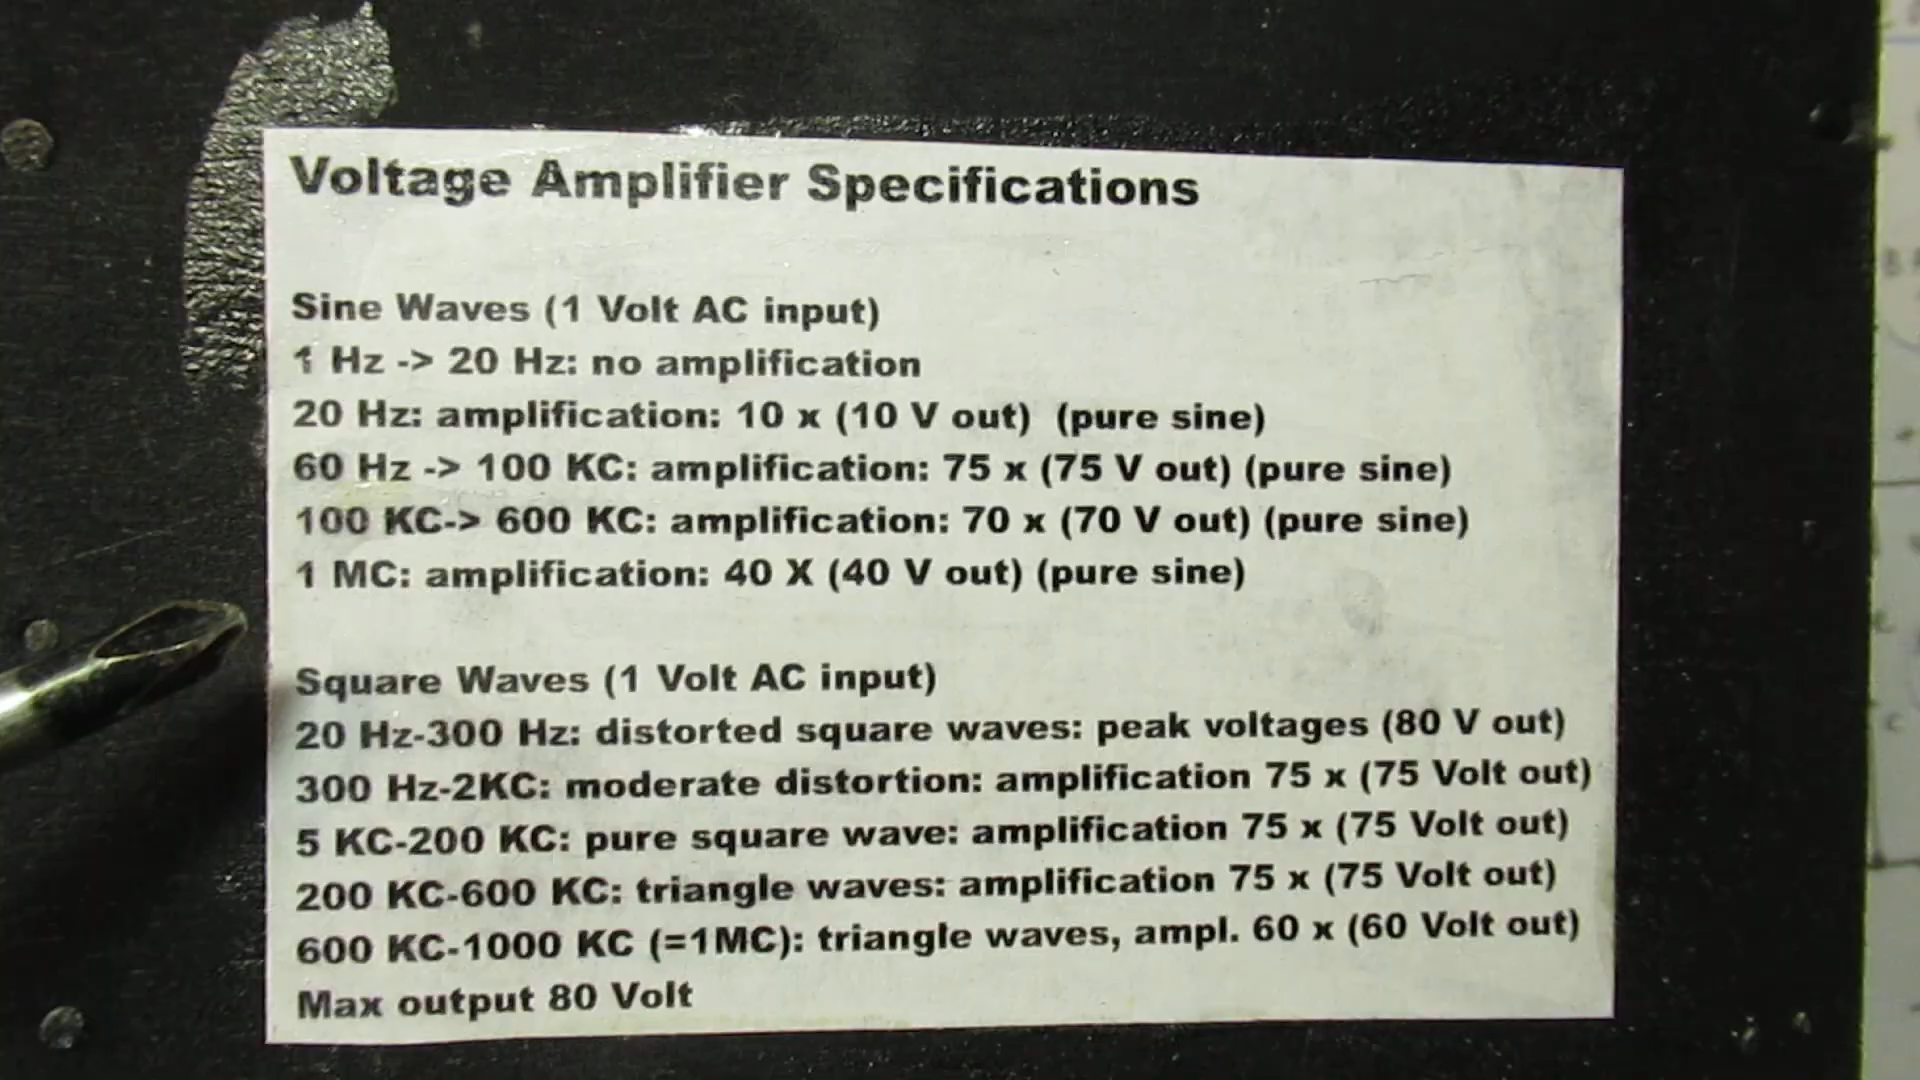 Voltage Amplifier Specifications
Sine Waves (1 Volt AC input)
1 Hz -> 20 Hz: no amplification
20 Hz: amplification: 10 x (10 V out) (pure sine)
60 Hz -> 100 KC: amplification: 75 x (75 V out) (pure sine)
100 KC-> 600 KC: amplification: 70 x (70 V out) (pure sine)
1 MC: amplification: 40 X (40 V out) (pure sine)
Square Waves (1 Volt AC input)
20 Hz-300 Hz: distorted square waves: peak voltages (80 V out)
300 Hz-2KC: moderate distortion: amplification 75 x (75 Volt out)
5 KC-200 KC: pure square wave: amplification 75 x (75 Volt out)
200 KC-600 KC: triangle waves: amplification 75 x (75 Volt out)
600 KC-1000 KC (=1MC): triangle waves, ampl. 60 x (60 Volt out)
Max output 80 Volt